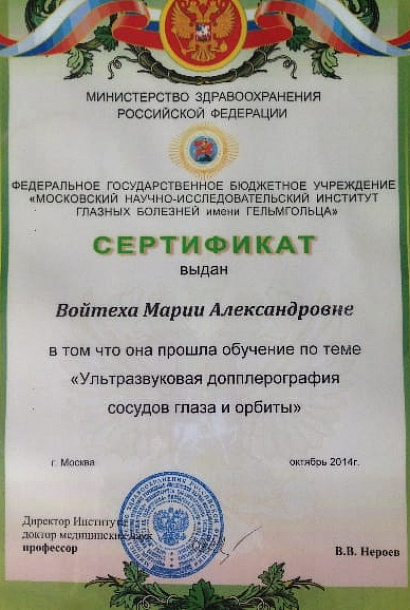 МИНИСТЕРСТВО ЗДРАВООХРАНЕНИЯ
РОССИЙСКОЙ ФЕДЕРАЦИИ
ФЕДЕРАЛЬНОЕ ГОСУДАРСТВЕННОЕ БЮДЖЕТНОЕ УЧРЕЖДЕНИЕ
«МОСКОВСКИЙ НАУЧНО-ИССЛЕДОВАТЕЛЬСКИЙ ИНСТИТУТ
ГЛАЗНЫХ БОЛЕЗНЕЙ имени ГЕЛЬМГОЛЬЦА»
СЕРТИФИКАТ
выдан
Войтеха Марии Александровне
в том что она прошла обучение по теме
«Ультразвуковая допплерография
сосудов глаза и орбиты»
г. Москва октябрь 2014г.
Директор Института
доктор медицинских наук
профессор В.В. Нероев